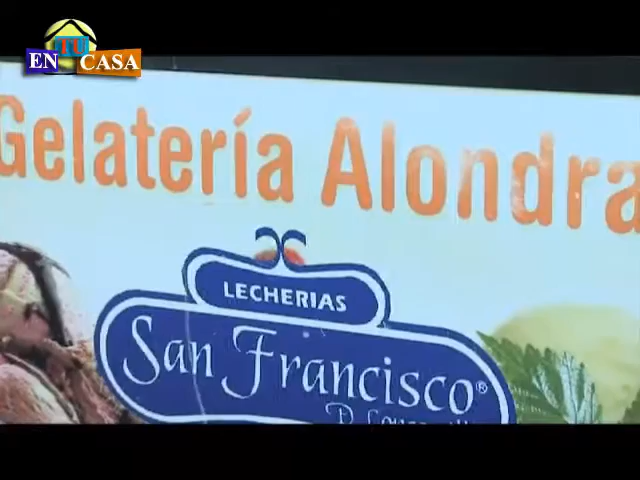 TU
EN CASA
Gelatería Alondra
LECHERIAS
San Francisco®